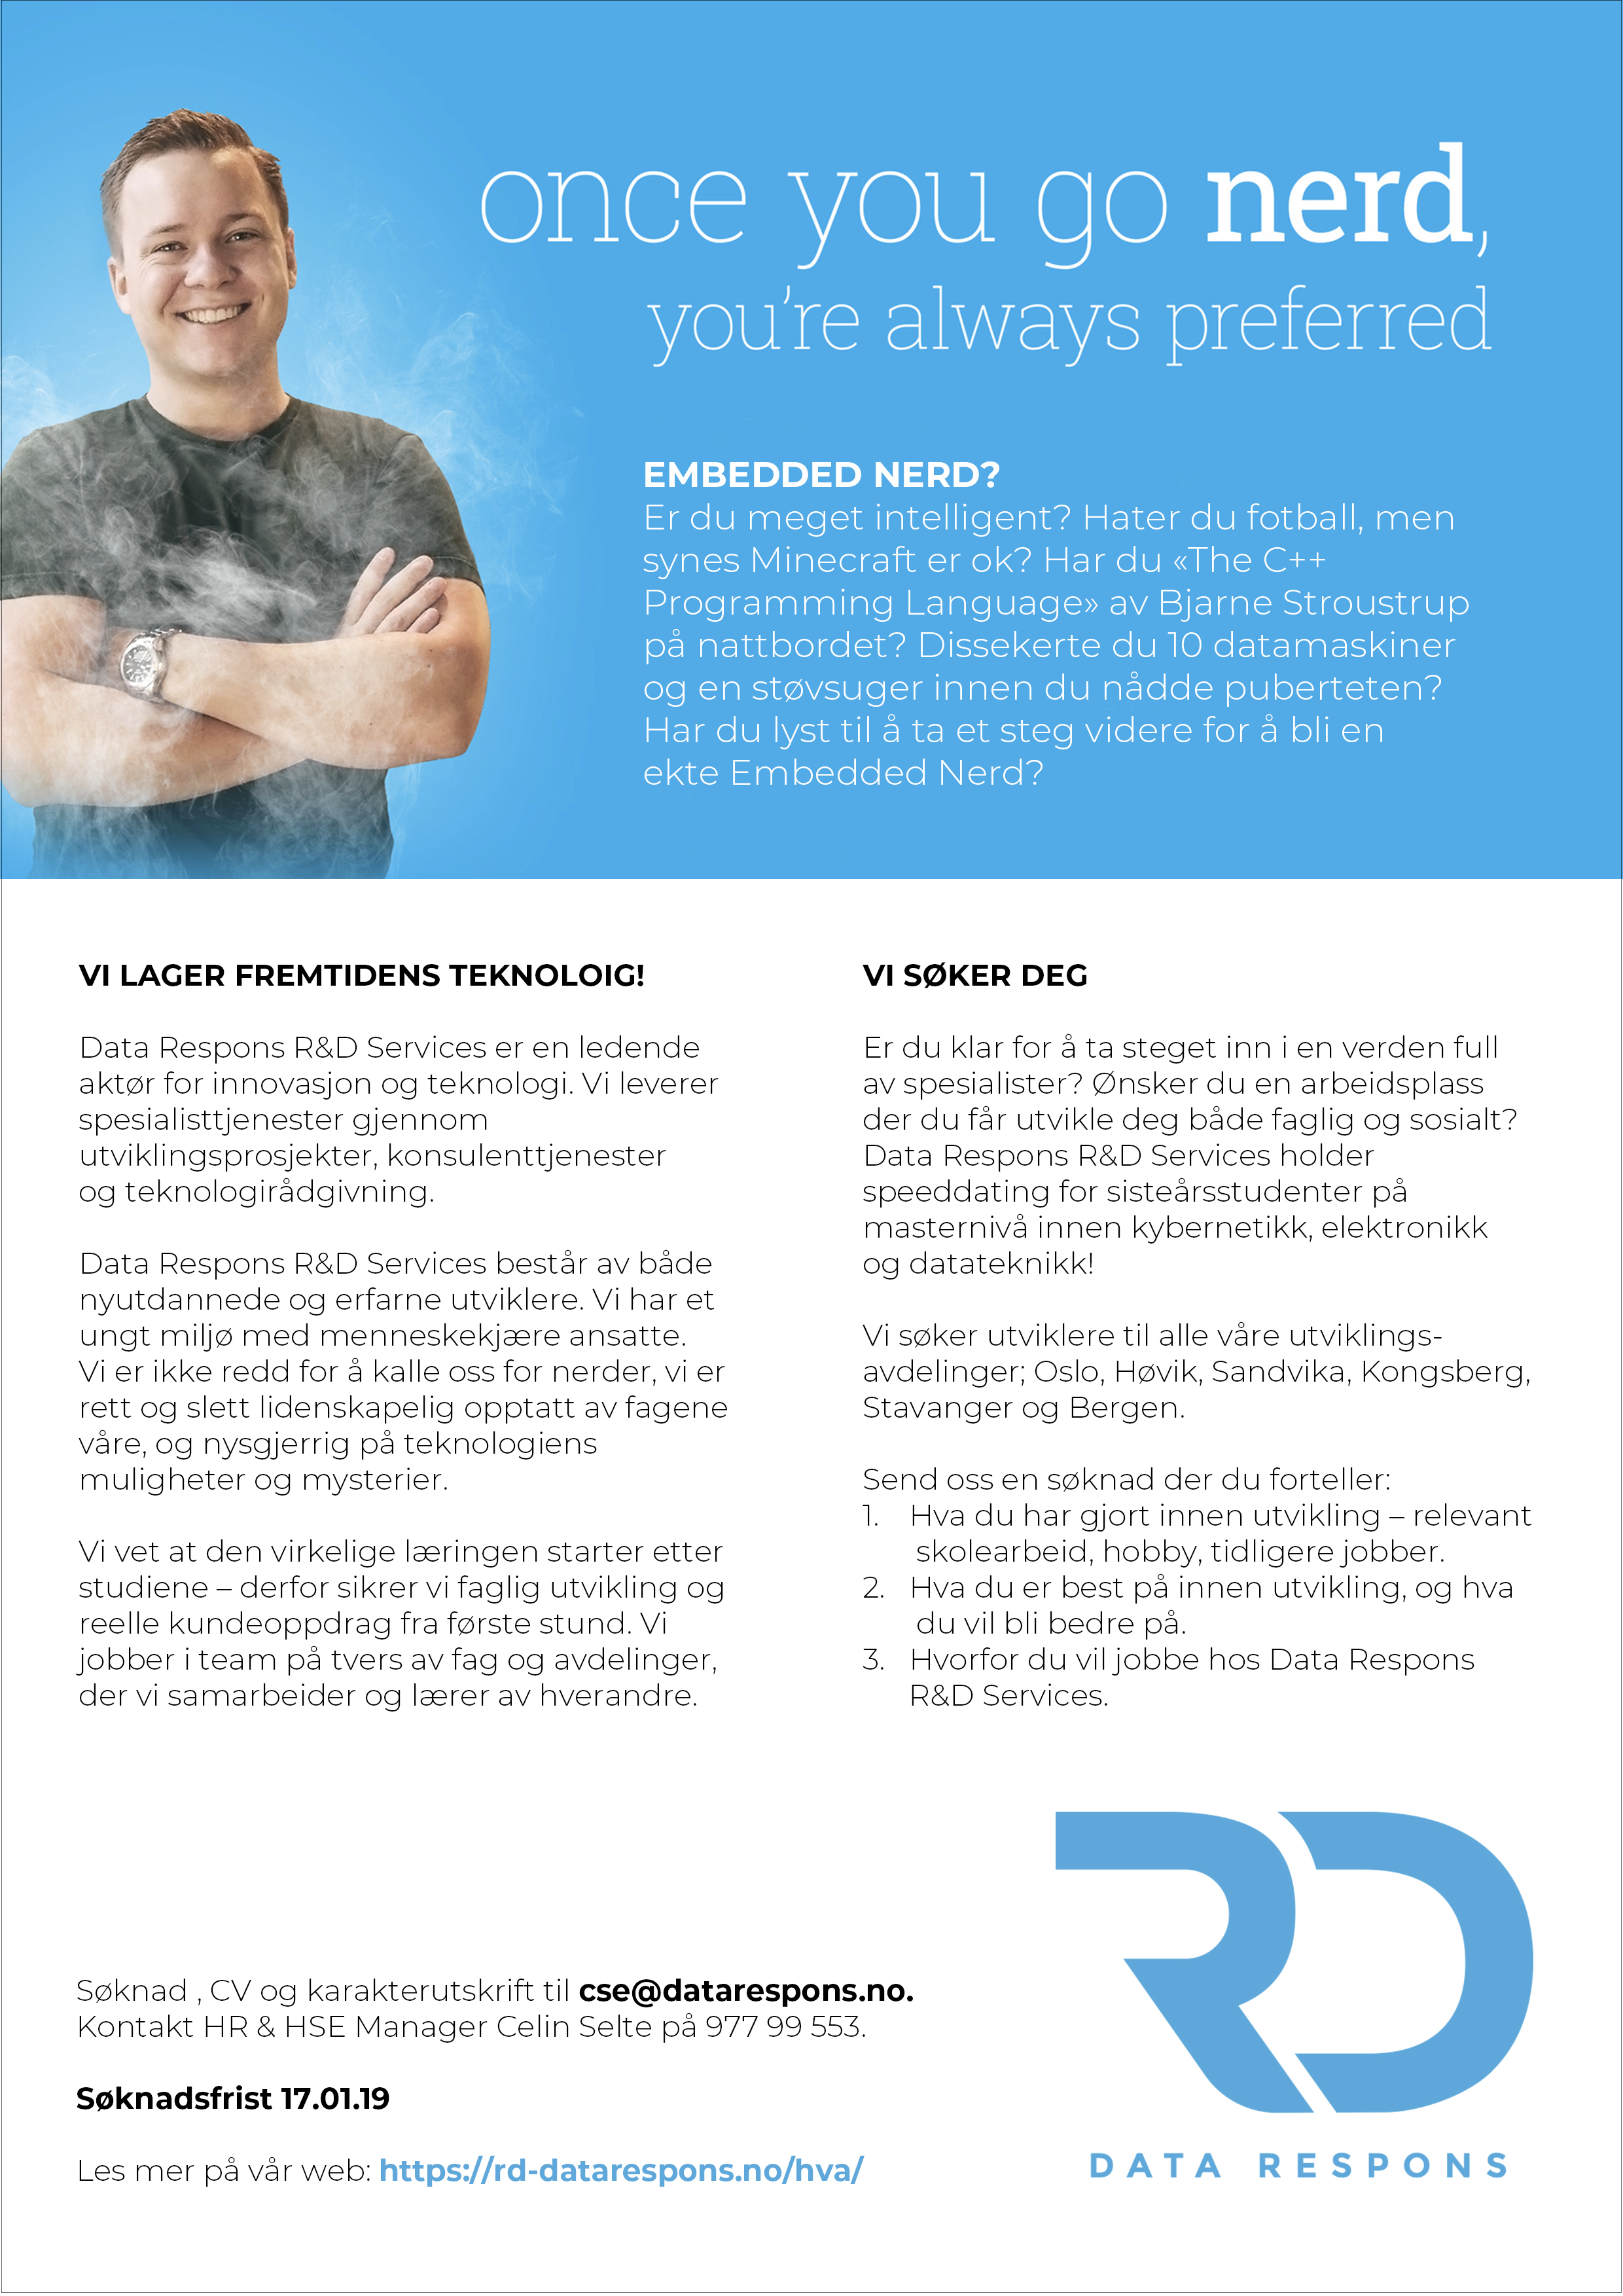 once you go nerd,
you're always preferred
EMBEDDED NERD?
Er du meget intelligent? Hater du fotball, men
synes Minecraft er ok? Har du «The C++
Programming Language» av Bjarne Stroustrup
på nattbordet? Dissekerte du 10 datamaskiner
og en støvsuger innen du nådde puberteten?
Har du lyst til å ta et steg videre for å bli en
ekte Embedded Nerd?
VI LAGER FREMTIDENS TEKNOLOIG!
Data Respons R&D Services er en ledende
aktør for innovasjon og teknologi. Vi leverer
spesialisttjenester gjennom
utviklingsprosjekter, konsulenttjenester
og teknologirådgivning.
Data Respons R&D Services består av både
nyutdannede og erfarne utviklere. Vi har et
ungt miljø med menneskekjære ansatte.
Vi er ikke redd for å kalle oss for nerder, vi er
rett og slett lidenskapelig opptatt av fagene
våre, og nysgjerrig på teknologiens
muligheter og mysterier.
Vi vet at den virkelige læringen starter etter
studiene – derfor sikrer vi faglig utvikling og
reelle kundeoppdrag fra første stund. Vi
jobber i team på tvers av fag og avdelinger,
der vi samarbeider og lærer av hverandre.
VI SØKER DEG
Er du klar for å ta steget inn i en verden full
av spesialister? Ønsker du en arbeidsplass
der du får utvikle deg både faglig og sosialt?
Data Respons R&D Services holder
speeddating for sisteårsstudenter på
masternivå innen kybernetikk, elektronikk
og datateknikk!
Vi søker utviklere til alle våre utviklings-
avdelinger; Oslo, Høvik, Sandvika, Kongsberg,
Stavanger og Bergen.
Send oss en søknad der du forteller:
1. Hva du har gjort innen utvikling – relevant
skolearbeid, hobby, tidligere jobber.
2. Hva du er best på innen utvikling, og hva
du vil bli bedre på.
3. Hvorfor du vil jobbe hos Data Respons
R&D Services.
Søknad , CV og karakterutskrift til cse@datarespons.no.
Kontakt HR & HSE Manager Celin Selte på 977 99 553.
Søknadsfrist 17.01.19
Les mer på vår web: https://rd-datarespons.no/hva/
RD
DATA RESPONS